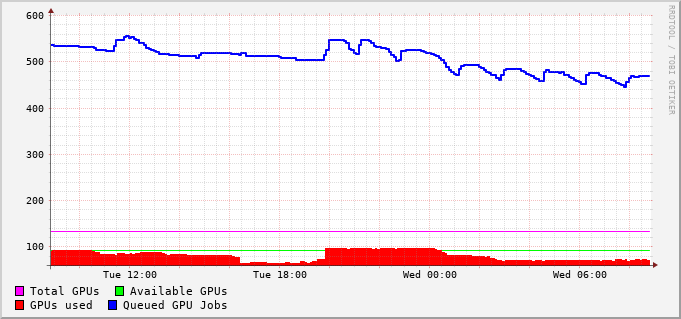 600
500
400
300
200
100
Tue 12:00 Tue 18:00 Wed 00:00 Wed 06:00
Total GPUs Available GPUs
GPUs used Queued GPU Jobs
RRDTOOL / TOBI OETIKER